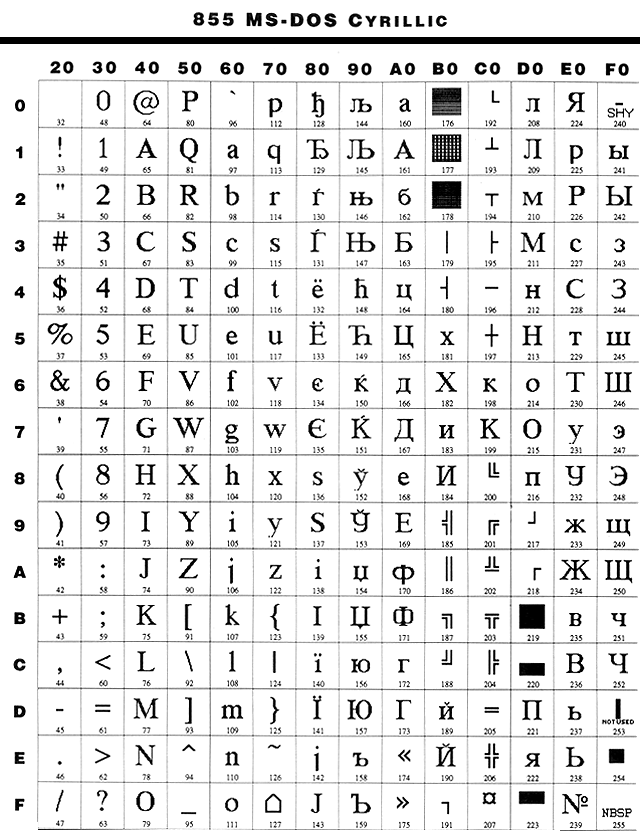 855 MS-DOS CYRILLIC
20 30 40 50 60 70 80 90 A0 B0 C0 D0 E0 F0
0 0 @ P ` p ђ љ а ░ └ л Я SHY
32 48 64 80 96 112 128 144 160 176 192 208 224 240
1 ! 1 A Q a q Ђ Љ А ▒ ┴ Л р ы
33 49 65 81 97 113 129 145 161 177 193 209 225 241
2 " 2 B R b r ѓ њ б ▓ ┬ м Р Ы
34 50 66 82 98 114 130 146 162 178 194 210 226 242
3 # 3 C S c s Ѓ Њ Б │ ├ М с з
35 51 67 83 99 115 131 147 163 179 195 211 227 243
4 $ 4 D T d t ё ћ ц ┤ ─ н С З
36 52 68 84 100 116 132 148 164 180 196 212 228 244
5 % 5 E U e u Ё Ћ Ц х ┼ Н т ш
37 53 69 85 101 117 133 149 165 181 197 213 229 245
6 & 6 F V f v є ќ д Х к о Т Ш
38 54 70 86 102 118 134 150 166 182 198 214 230 246
7 ' 7 G W g w Є Ќ Д и К О у э
39 55 71 87 103 119 135 151 167 183 199 215 231 247
8 ( 8 H X h x ѕ ў е И ╚ п У Э
40 56 72 88 104 120 136 152 168 184 200 216 232 248
9 ) 9 I Y i y Ѕ Ў Е ╣ ╔ ┘ ж щ
41 57 73 89 105 121 137 153 169 185 201 217 233 249
A * : J Z j z і џ ф ║ ╩ ┌ Ж Щ
42 58 74 90 106 122 138 154 170 186 202 218 234 250
B + ; K [ k { І Џ Ф ╗ ╦ █ в ч
43 59 75 91 107 123 139 155 171 187 203 219 235 251
C , < L \ l | ї ю г ╝ ╠ ▄ В Ч
44 60 76 92 108 124 140 156 172 188 204 220 236 252
D - = M ] m } Ї Ю Г й ═ П ь NOT USED
45 61 77 93 109 125 141 157 173 189 205 221 237 253
E . > N ^ n ~ ј ъ « Й ╬ я Ь ■
46 62 78 94 110 126 142 158 174 190 206 222 238 254
F / ? O _ o ⌂ Ј Ъ » ┐ ¤ ▀ № NBSP
47 63 79 95 111 127 143 159 175 191 207 223 239 255